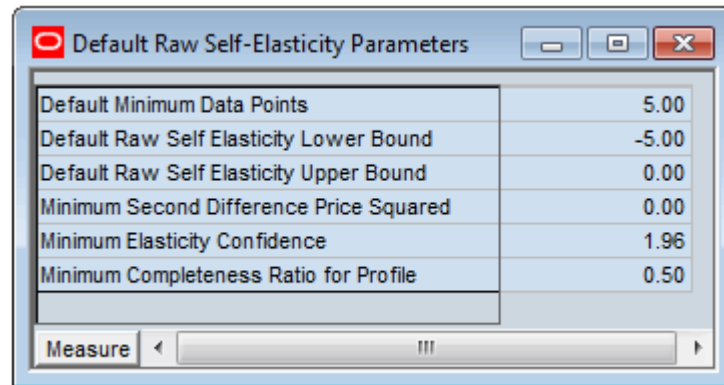 Default Raw Self-Elasticity Parameters
Default Minimum Data Points 5.00
Default Raw Self Elasticity Lower Bound -5.00
Default Raw Self Elasticity Upper Bound 0.00
Minimum Second Difference Price Squared 0.00
Minimum Elasticity Confidence 1.96
Minimum Completeness Ratio for Profile 0.50
Measure